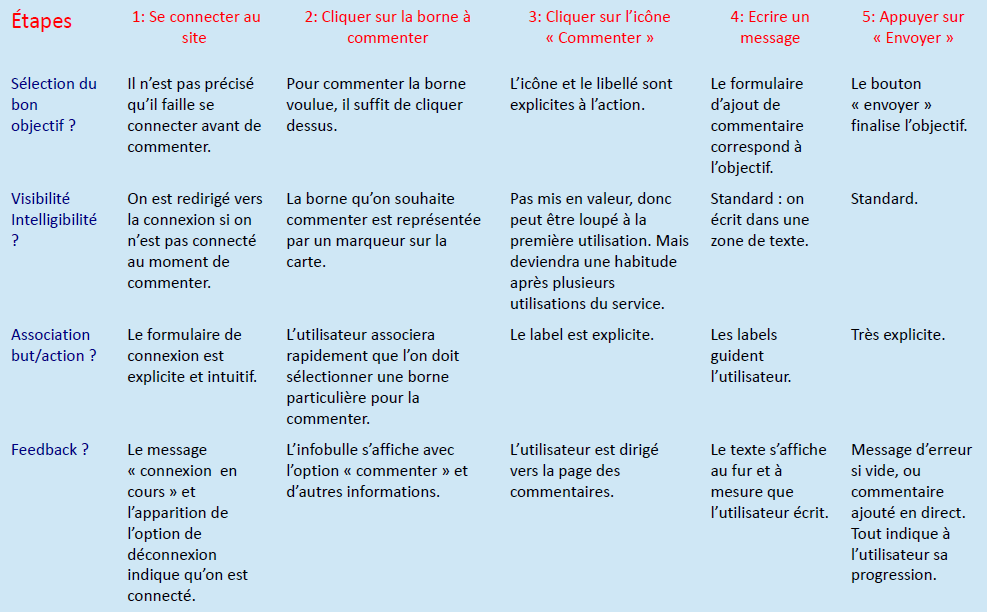 Étapes
1: Se connecter au
site
2: Cliquer sur la borne à
commenter
3: Cliquer sur l’icône
« Commenter »
4: Ecrire un
message
5: Appuyer sur
« Envoyer »
Sélection du
bon
objectif ?
Il n’est pas précisé
qu’il faille se
connecter avant de
commenter.
Pour commenter la borne
voulue, il suffit de cliquer
dessus.
L’icône et le libellé sont
explicites à l’action.
Le formulaire
d’ajout de
commentaire
correspond à
l’objectif.
Le bouton
« envoyer »
finalise l’objectif.
Visibilité
Intelligibilité
?
On est redirigé vers
la connexion si on
n’est pas connecté
au moment de
commenter.
La borne qu’on souhaite
commenter est représentée
par un marqueur sur la
carte.
Pas mis en valeur, donc
peut être loupé à la
première utilisation. Mais
deviendra une habitude
après plusieurs
utilisations du service.
Standard : on
écrit dans une
zone de texte.
Standard.
Association
but/action ?
Le formulaire de
connexion est
explicite et intuitif.
L’utilisateur associera
rapidement que l’on doit
sélectionner une borne
particulière pour la
commenter.
Le label est explicite.
Les labels
guident
l’utilisateur.
Très explicite.
Feedback ?
Le message
« connexion en
cours » et
l’apparition de
l’option de
déconnexion
indique qu’on est
connecté.
L’infobulle s’affiche avec
l’option « commenter » et
d’autres informations.
L’utilisateur est dirigé
vers la page des
commentaires.
Le texte s’affiche
au fur et à
mesure que
l’utilisateur écrit.
Message d’erreur
si vide, ou
commentaire
ajouté en direct.
Tout indique à
l’utilisateur sa
progression.